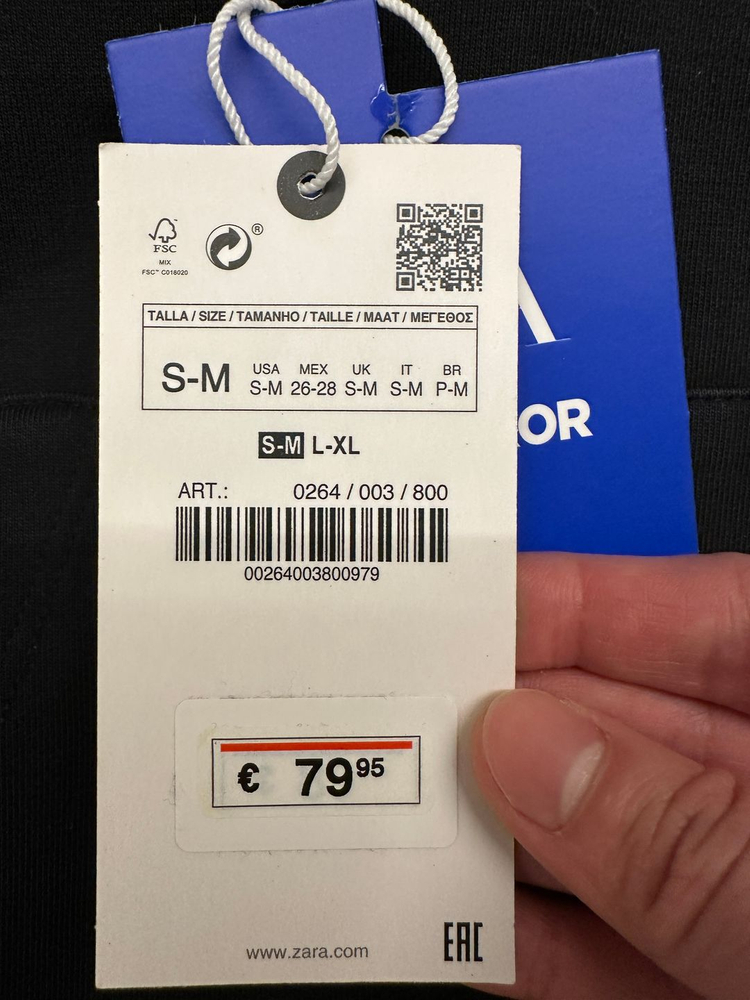 FSC
MIX
FSC™ C018020
®
TALLA / SIZE / TAMANHO / TAILLE / MAAT / ΜΕΓΕΘΟΣ
S-M
USA MEX UK IT BR
S-M 26-28 S-M S-M P-M
S-M L-XL
ART.: 0264 / 003 / 800
00264003800979
€ 7995
www.zara.com
EAC